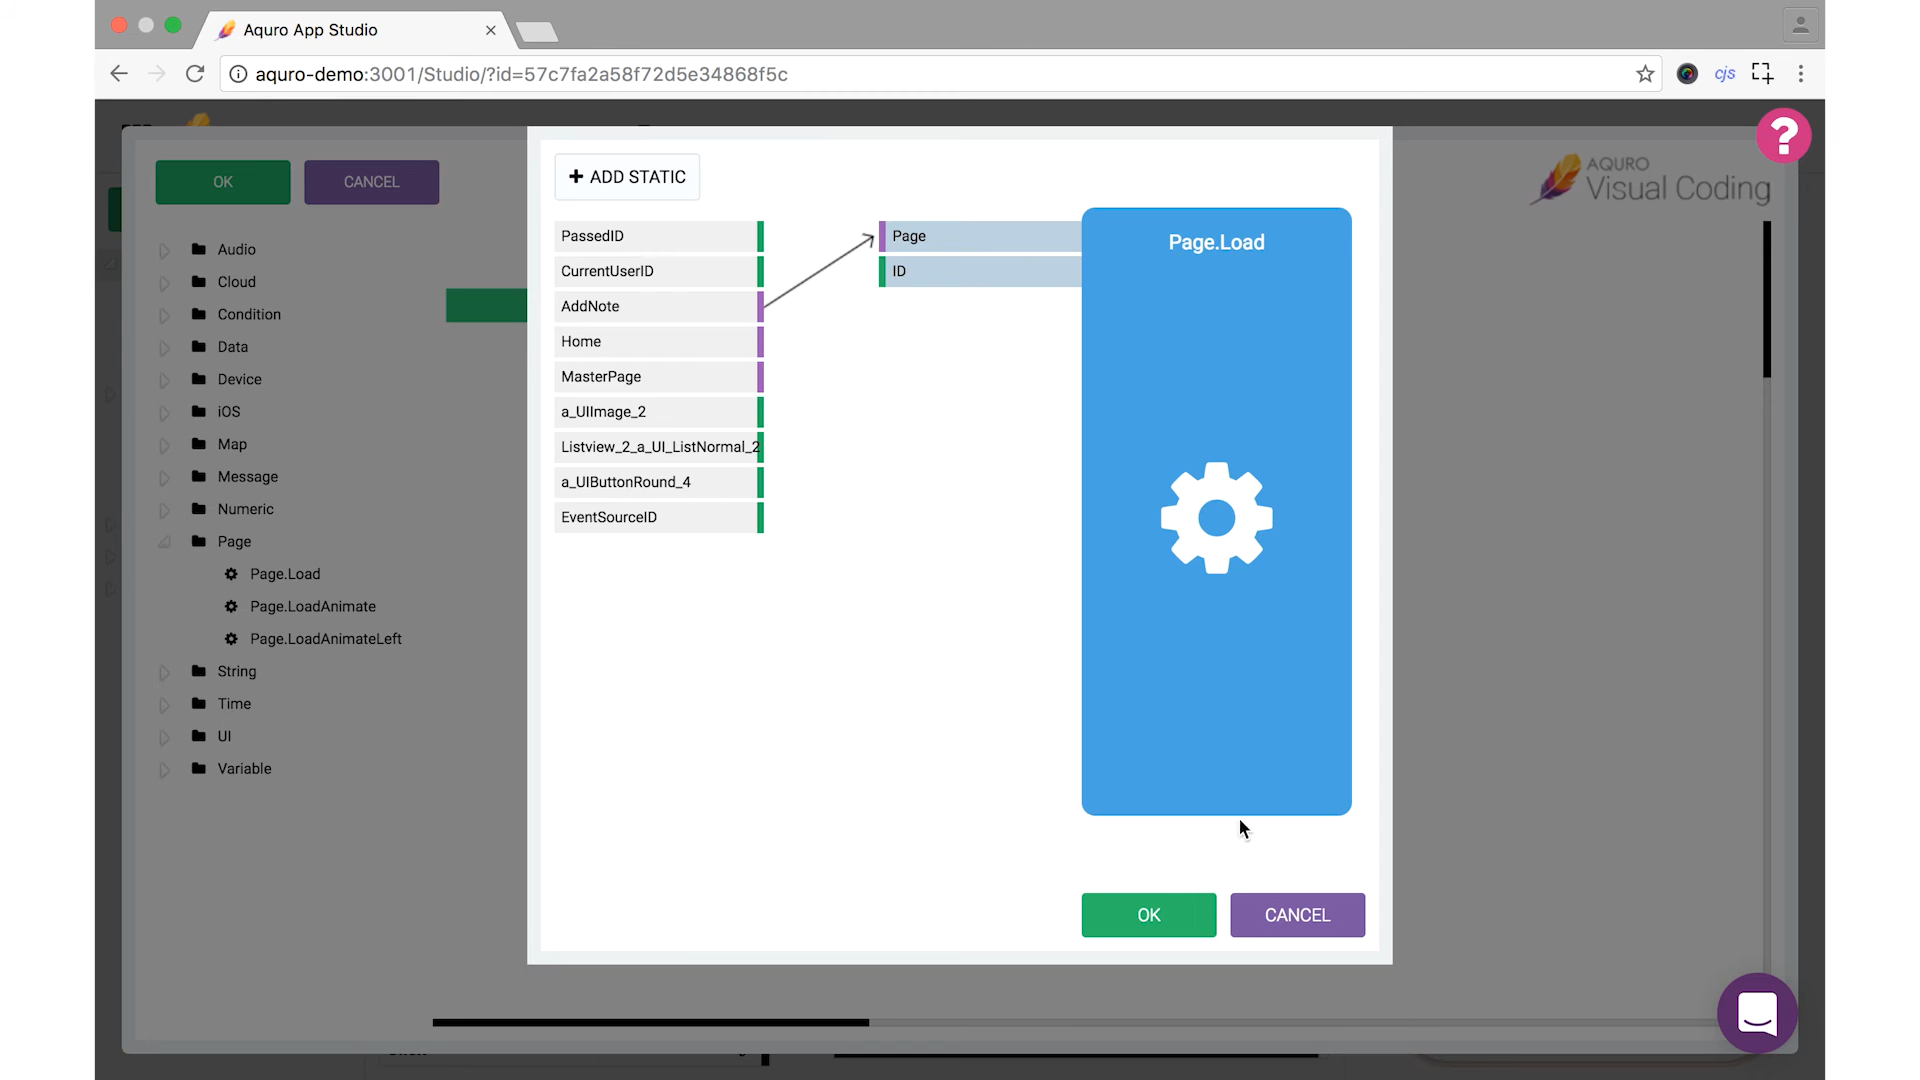 Aquro App Studio
aquro-demo:3001/Studio/?id=57c7fa2a58f72d5e34868f5c
cjs
?
OK
CANCEL
AQURO
Visual Coding
Audio
Cloud
Condition
Data
Device
iOS
Map
Message
Numeric
Page
Page.Load
Page.LoadAnimate
Page.LoadAnimateLeft
String
Time
UI
Variable
ADD STATIC
PassedID
CurrentUserID
AddNote
Home
MasterPage
a_UIImage_2
Listview_2_a_UI_ListNormal_2
a_UIButtonRound_4
EventSourceID
Page
ID
Page.Load
OK
CANCEL